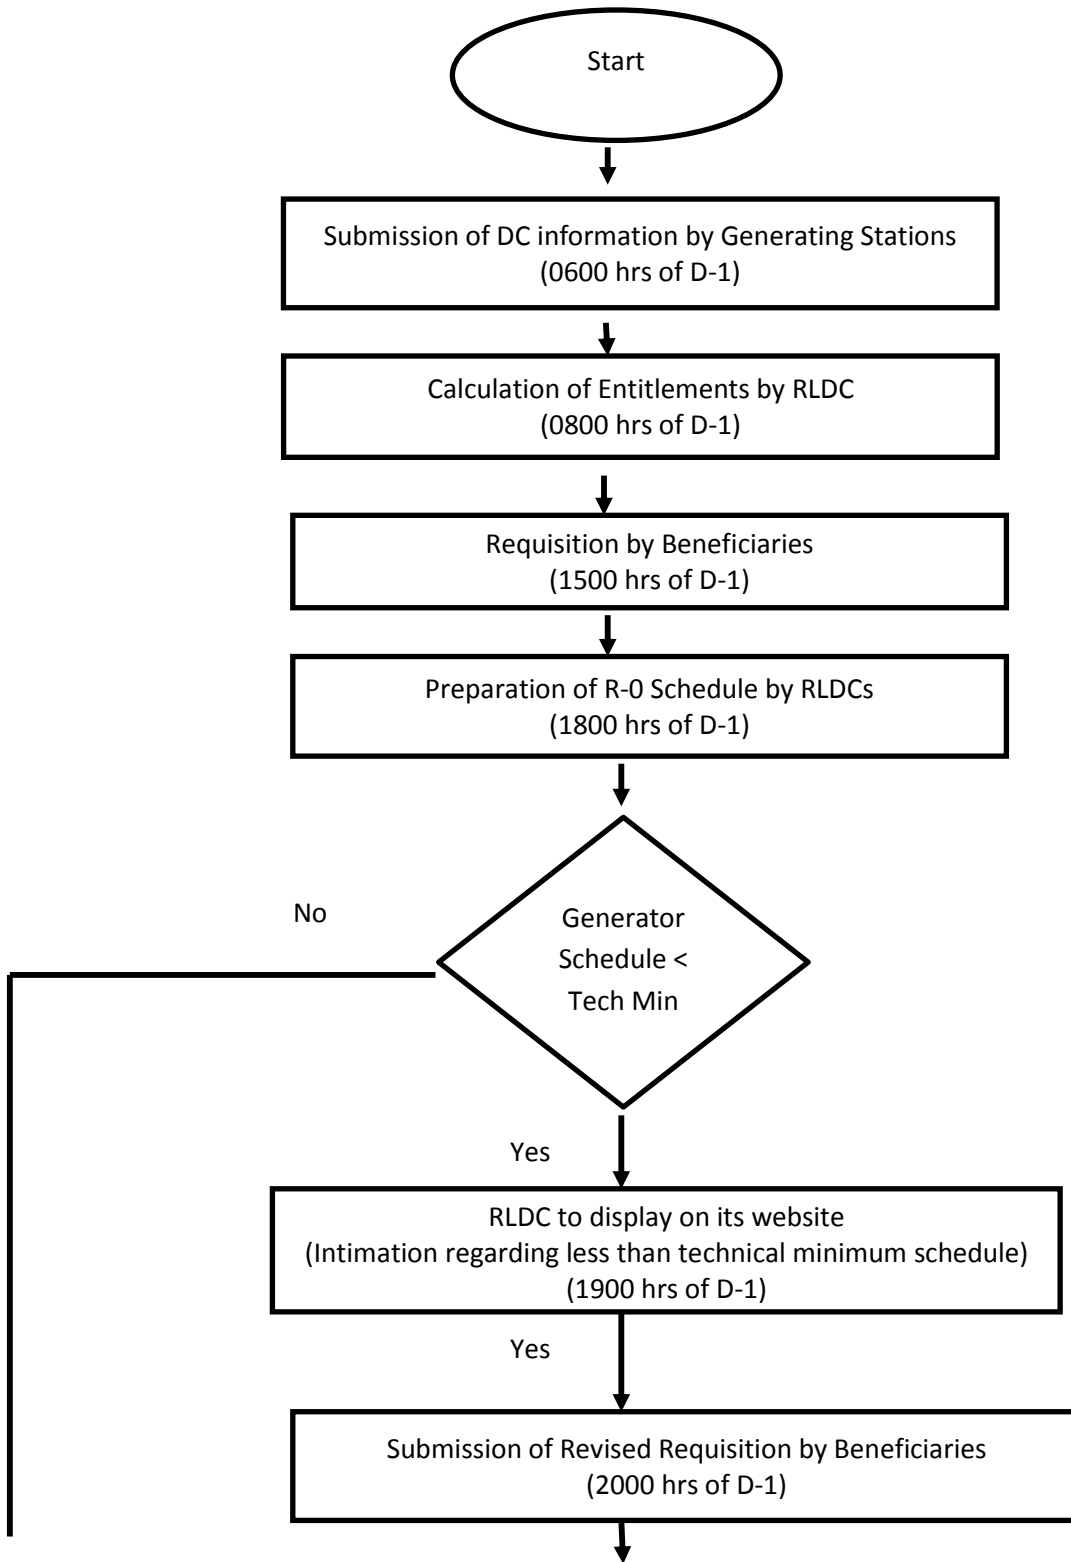 Start
Submission of DC information by Generating Stations
(0600 hrs of D-1)
Calculation of Entitlements by RLDC
(0800 hrs of D-1)
Requisition by Beneficiaries
(1500 hrs of D-1)
Preparation of R-0 Schedule by RLDCs
(1800 hrs of D-1)
No
Generator
Schedule <
Tech Min
Yes
RLDC to display on its website
(Intimation regarding less than technical minimum schedule)
(1900 hrs of D-1)
Yes
Submission of Revised Requisition by Beneficiaries
(2000 hrs of D-1)